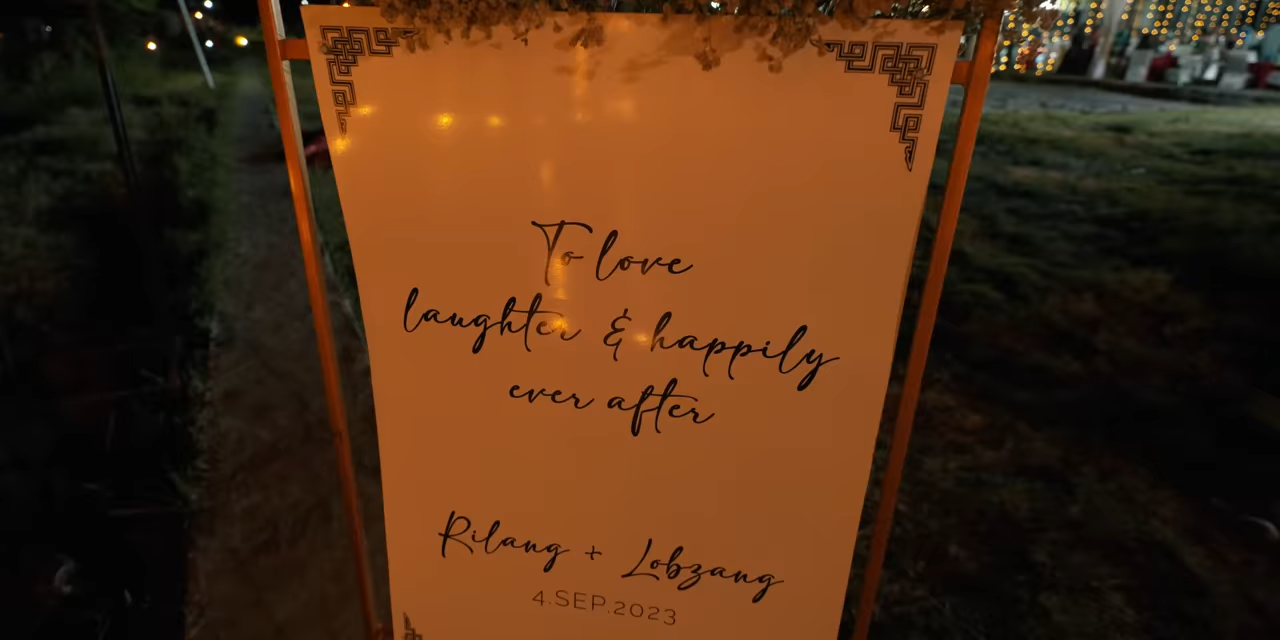 To love
laughter & happily
ever after
Rilang + Lobzang
4.SEP.2023